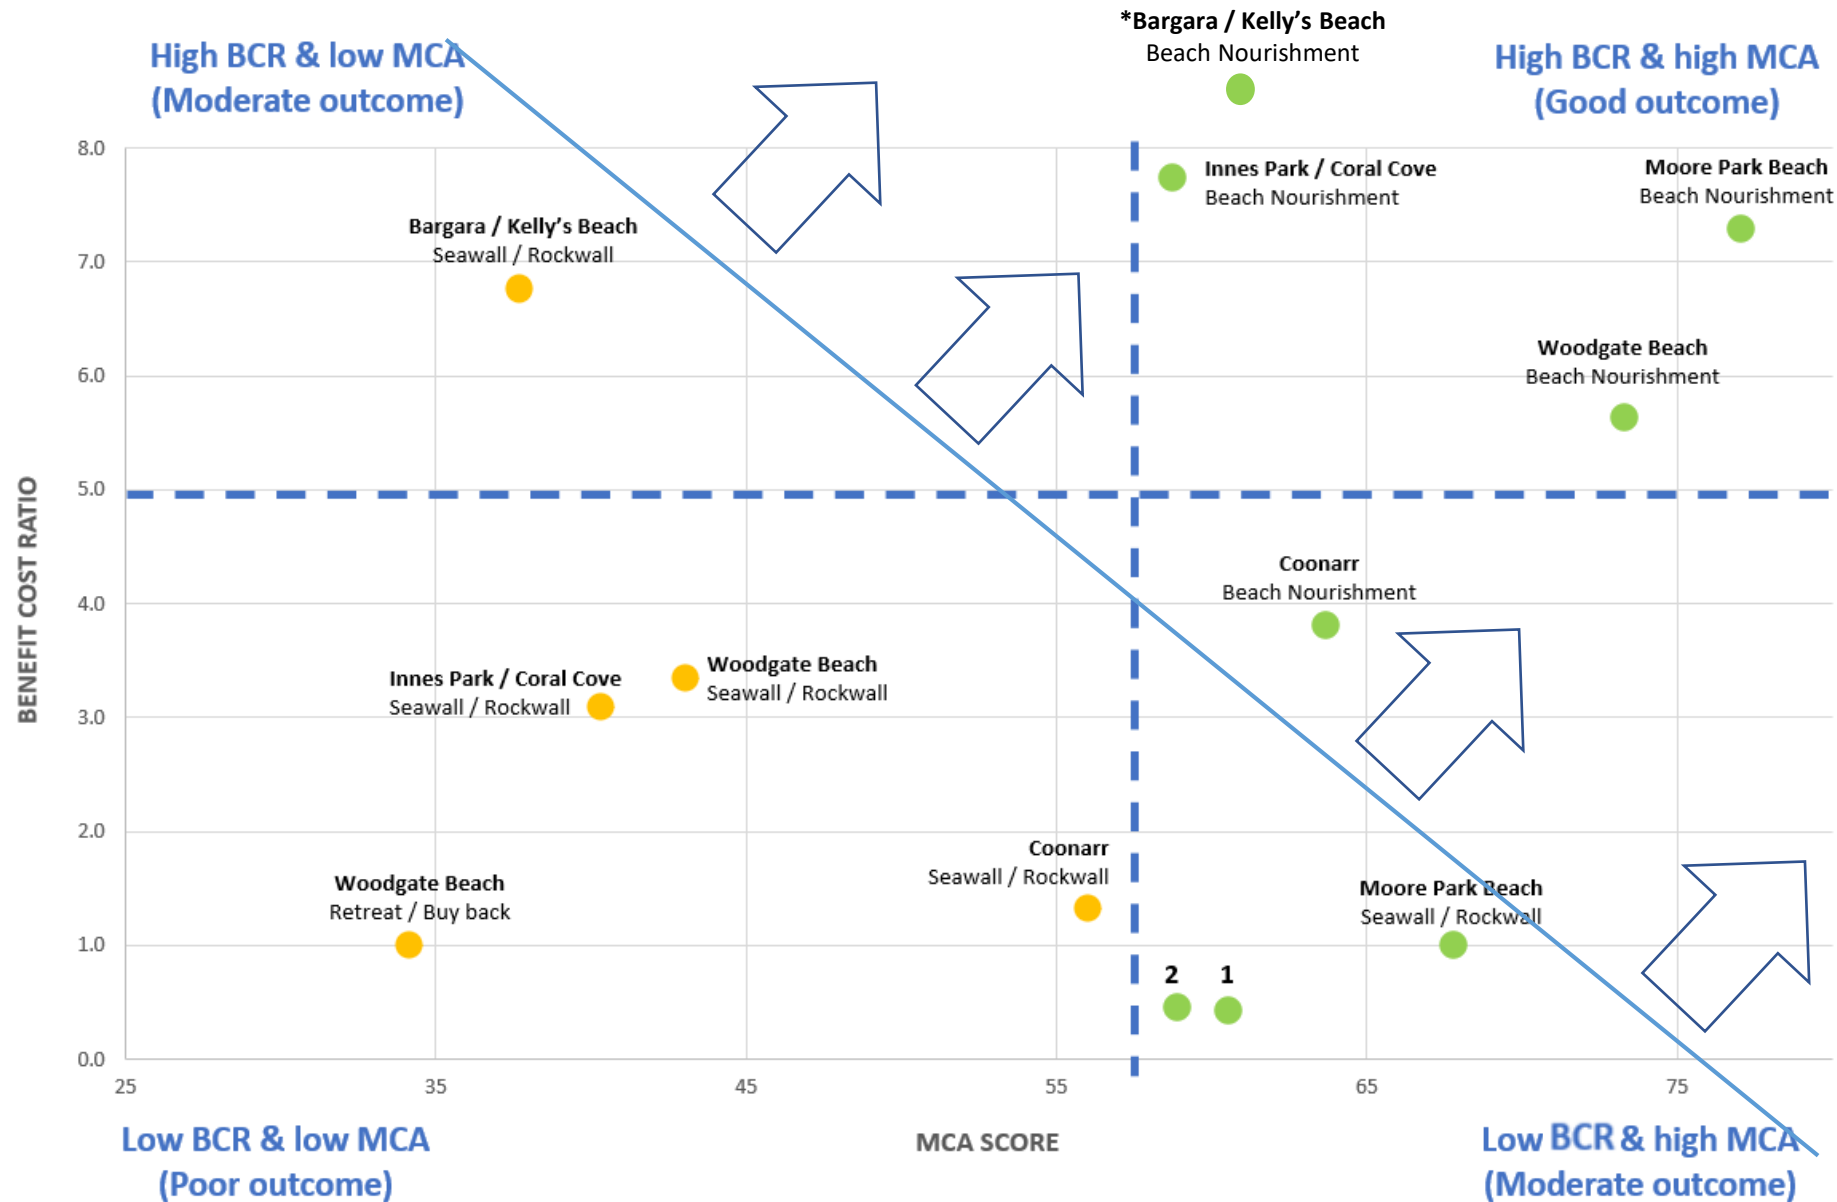 *Bargara / Kelly's Beach
Beach Nourishment
High BCR & low MCA
(Moderate outcome)
High BCR & high MCA
(Good outcome)
8.0
Innes Park / Coral Cove
Beach Nourishment
Moore Park Beach
Beach Nourishment
Bargara / Kelly's Beach
Seawall / Rockwall
7.0
Woodgate Beach
Beach Nourishment
6.0
5.0
BENEFIT COST RATIO
Coonarr
Beach Nourishment
4.0
Innes Park / Coral Cove
Seawall / Rockwall
Woodgate Beach
Seawall / Rockwall
3.0
2.0
Coonarr
Seawall / Rockwall
Woodgate Beach
Retreat / Buy back
Moore Park Beach
Seawall / Rockwall
1.0
2
1
0.0
25
35
45
55
65
75
Low BCR & low MCA
(Poor outcome)
MCA SCORE
Low BCR & high MCA
(Moderate outcome)